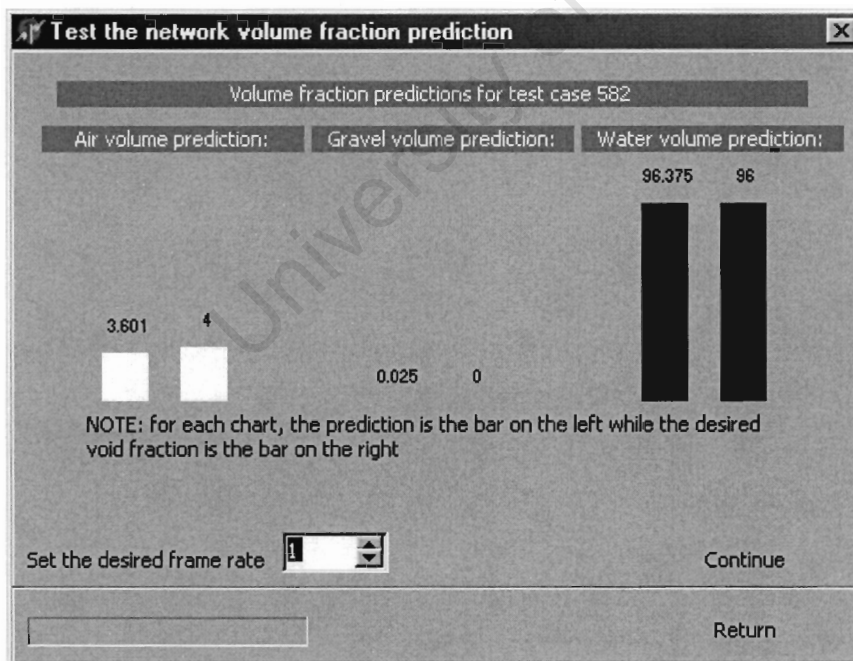 Test the network volume fraction prediction
Volume fraction predictions for test case 582
Air volume prediction: Gravel volume prediction: Water volume prediction:
96.375 96
3.601 4
0.025 0
NOTE: for each chart, the prediction is the bar on the left while the desired
void fraction is the bar on the right
Set the desired frame rate 1 Continue
Return
University